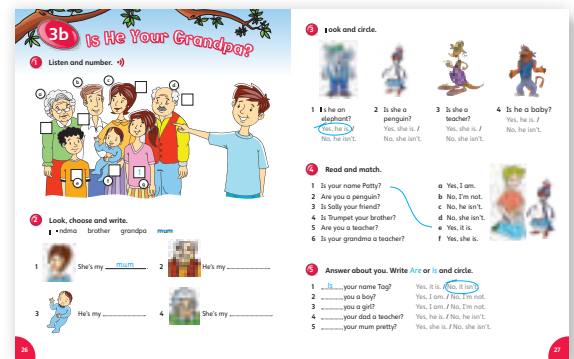 3b Is He Your Grandpa?
1 Listen and number.
a b c d
e f g
2 Look, choose and write.
ndma brother grandpa mum
1 She's my mum. 2 He's my
3 He's my 4 She's my
26
3 ook and circle.
1 Is he an elephant? Yes, he is. / No, he isn't.
2 Is she a penguin? Yes, she is. / No, she isn't.
3 Is she a teacher? Yes, she is. / No, she isn't.
4 Is he a baby? Yes, he is. / No, he isn't.
4 Read and match.
1 Is your name Patty? a Yes, I am.
2 Are you a penguin? b No, I'm not.
3 Is Sally your friend? c No, he isn't.
4 Is Trumpet your brother? d No, she isn't.
5 Are you a teacher? e Yes, it is.
6 Is your grandma a teacher? f Yes, she is.
5 Answer about you. Write Are or Is and circle.
1 Is your name Tag? Yes, it is. / No, it isn't.
2 you a boy? Yes, I am. / No, I'm not.
3 you a girl? Yes, I am. / No, I'm not.
4 your dad a teacher? Yes, he is. / No, he isn't.
5 your mum pretty? Yes, she is. / No, she isn't.
27